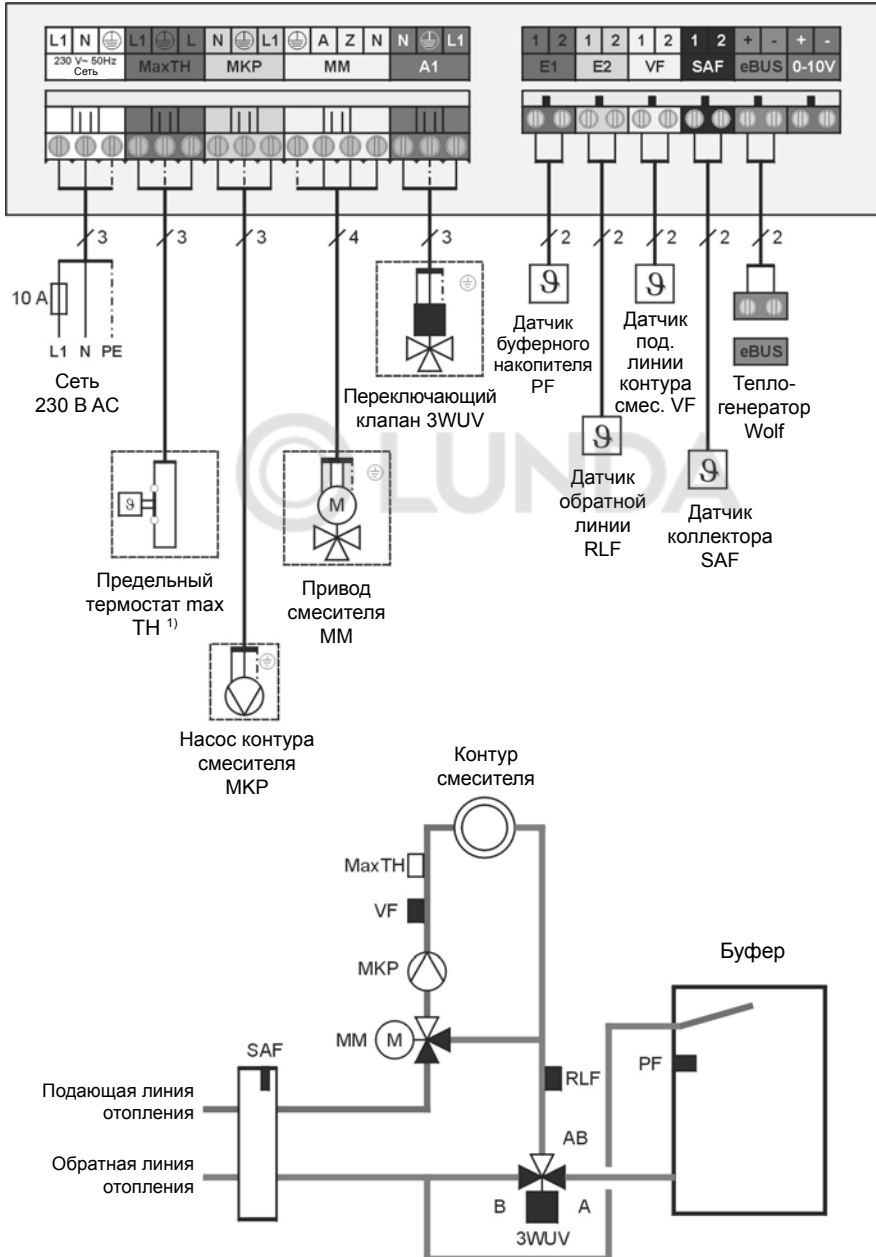 L1 N L1 L N L1 A Z N N L1
230 V~ 50Hz
Сеть
MaxTH MKP MM A1
1 2 1 2 1 2 1 2 + - + -
E1 E2 VF SAF eBUS 0-10V
3 3 3 4 3 2 2 2 2 2
10 A
L1 N PE
Сеть
230 В AC
Переключающий
клапан 3WUV
ϑ
Датчик
буферного
накопителя
PF
ϑ
Датчик
под.
линии
контура
смес. VF
eBUS
Тепло-
генератор
Wolf
LUNDA
ϑ
Предельный
термостат max
TH 1)
M
Привод
смесителя
MM
ϑ
Датчик
обратной
линии
RLF
ϑ
Датчик
коллектора
SAF
Насос контура
смесителя
MKP
Контур
смесителя
MaxTH
VF
MKP
MM M
Буфер
SAF
RLF
PF
Подающая линия
отопления
Обратная линия
отопления
AB
B A
3WUV